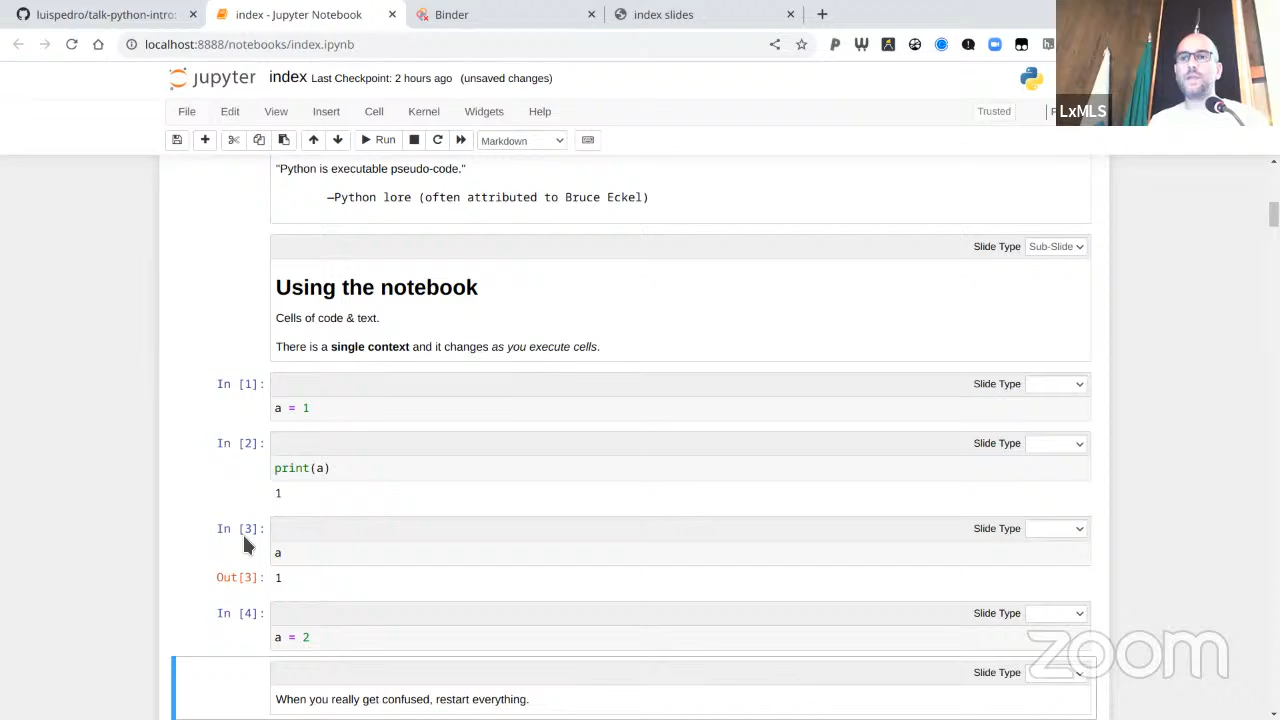 luispedro/talk-python-intro:
index - Jupyter Notebook
Binder
index slides
localhost:8888/notebooks/index.ipynb
jupyter index Last Checkpoint: 2 hours ago (unsaved changes)
File Edit View Insert Cell Kernel Widgets Help
Trusted
LxMLS
Run
Markdown
"Python is executable pseudo-code."
—Python lore (often attributed to Bruce Eckel)
Slide Type Sub-Slide
Using the notebook
Cells of code & text.
There is a single context and it changes as you execute cells.
In [1]:
Slide Type
a = 1
In [2]:
Slide Type
print(a)
1
In [3]:
Slide Type
a
Out[3]: 1
In [4]:
Slide Type
a = 2
zoom
Slide Type
When you really get confused, restart everything.